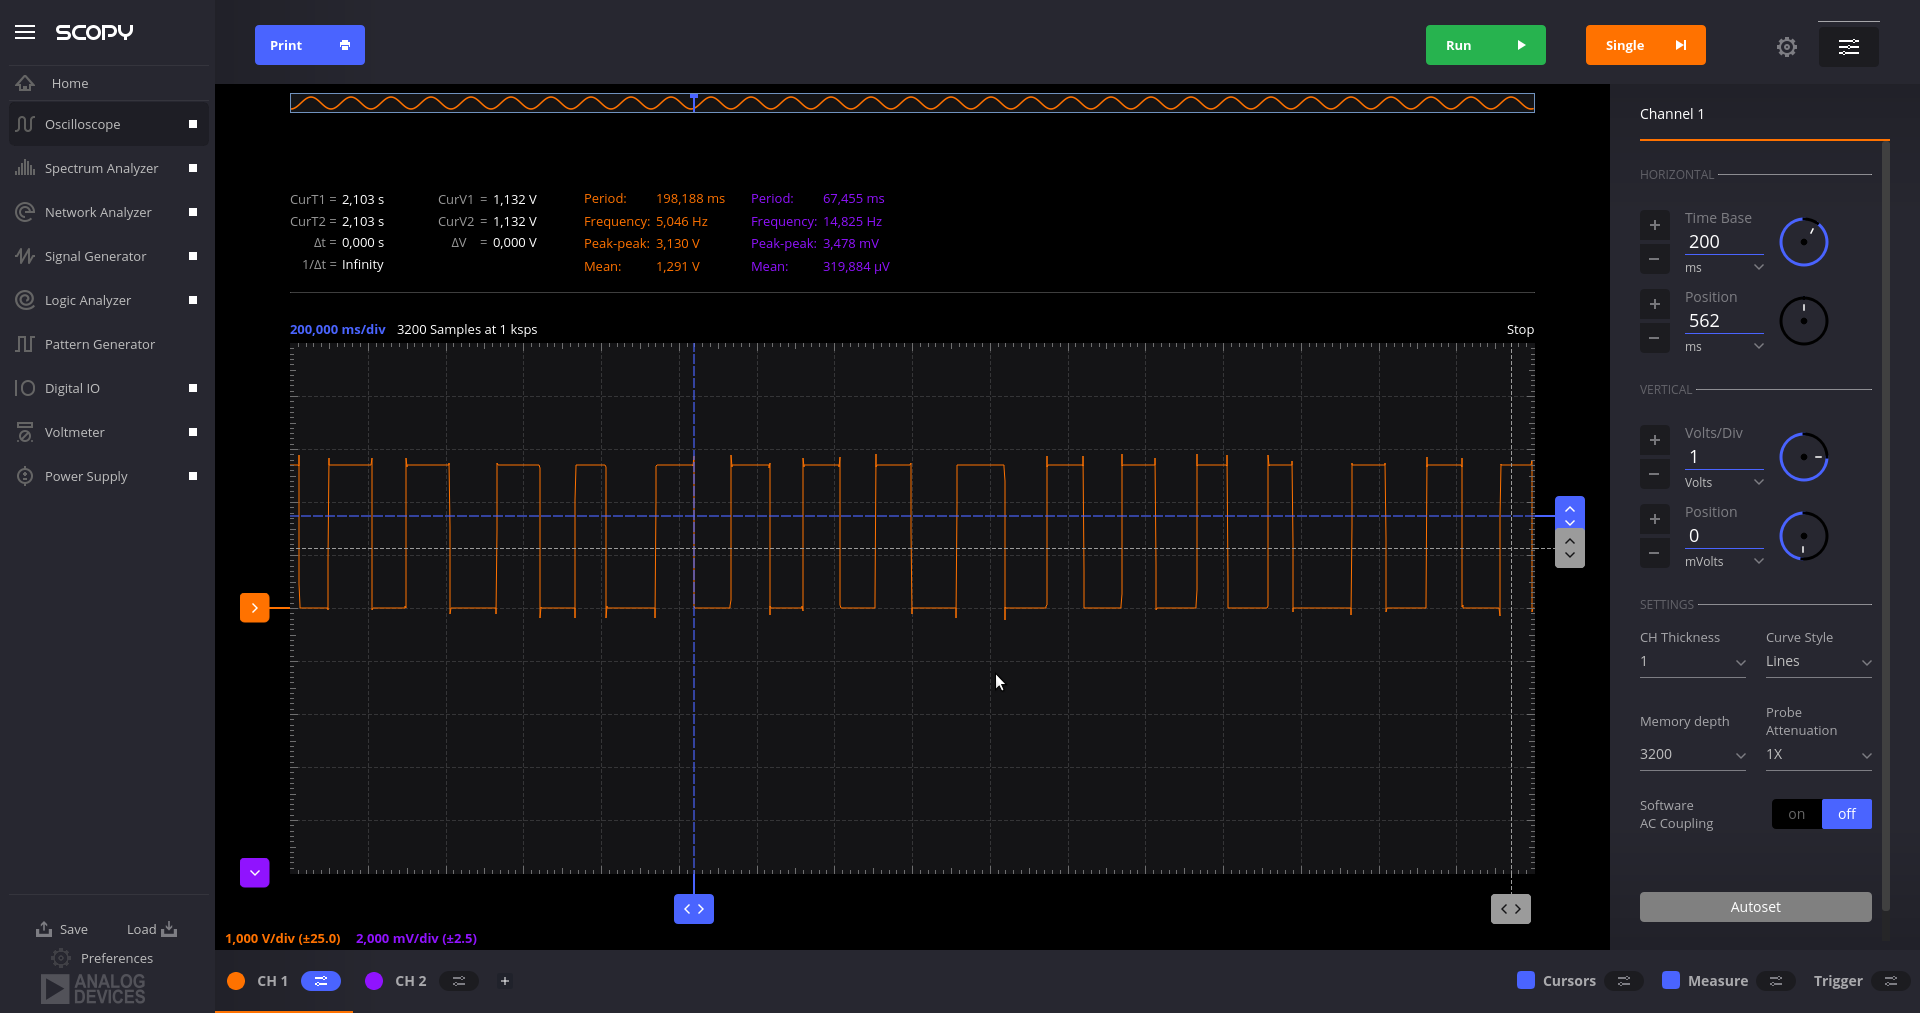 SCOPY
Print
Run
Single
Home
Oscilloscope
Spectrum Analyzer
Network Analyzer
Signal Generator
Logic Analyzer
Pattern Generator
Digital IO
Voltmeter
Power Supply
Save
Load
Preferences
ANALOG
DEVICES
CurT1 = 2,103 s
CurV1 = 1,132 V
Period: 198,188 ms
Period: 67,455 ms
CurT2 = 2,103 s
CurV2 = 1,132 V
Frequency: 5,046 Hz
Frequency: 14,825 Hz
Δt = 0,000 s
ΔV = 0,000 V
Peak-peak: 3,130 V
Peak-peak: 3,478 mV
1/Δt = Infinity
Mean: 1,291 V
Mean: 319,884 µV
200,000 ms/div
3200 Samples at 1 ksps
Stop
1,000 V/div (±25.0)
2,000 mV/div (±2.5)
CH 1
CH 2
+
Cursors
Measure
Trigger
Channel 1
HORIZONTAL
Time Base
200
ms
Position
562
ms
VERTICAL
Volts/Div
1
Volts
Position
0
mVolts
SETTINGS
CH Thickness
1
Curve Style
Lines
Memory depth
3200
Probe
Attenuation
1X
Software
AC Coupling
on
off
Autoset